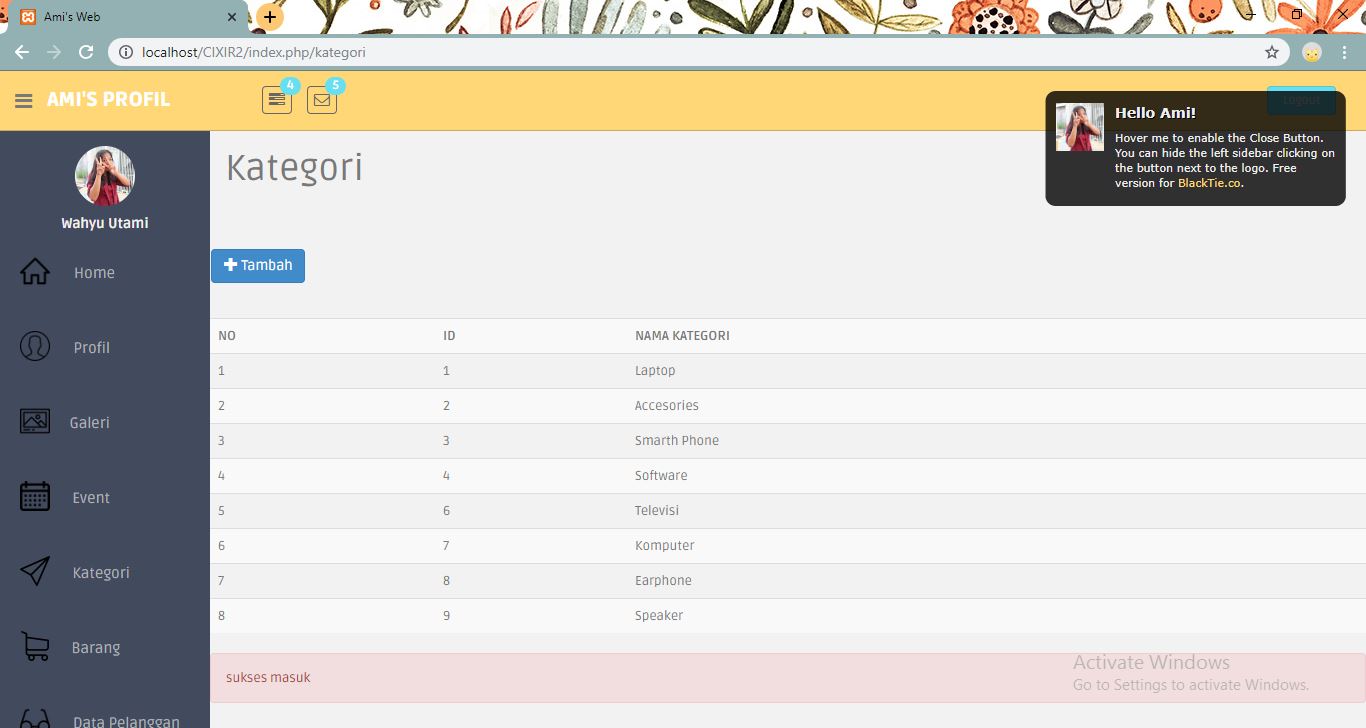 Ami's Web
localhost/CIXIR2/index.php/kategori
AMI'S PROFIL
4
5
Logout
Hello Ami!
Hover me to enable the Close Button.
You can hide the left sidebar clicking on
the button next to the logo. Free
version for BlackTie.co.
Wahyu Utami
Home
Profil
Galeri
Event
Kategori
Barang
Data Pelanggan
Kategori
Tambah
NO ID NAMA KATEGORI
1 1 Laptop
2 2 Accesories
3 3 Smarth Phone
4 4 Software
5 6 Televisi
6 7 Komputer
7 8 Earphone
8 9 Speaker
sukses masuk
Activate Windows
Go to Settings to activate Windows.